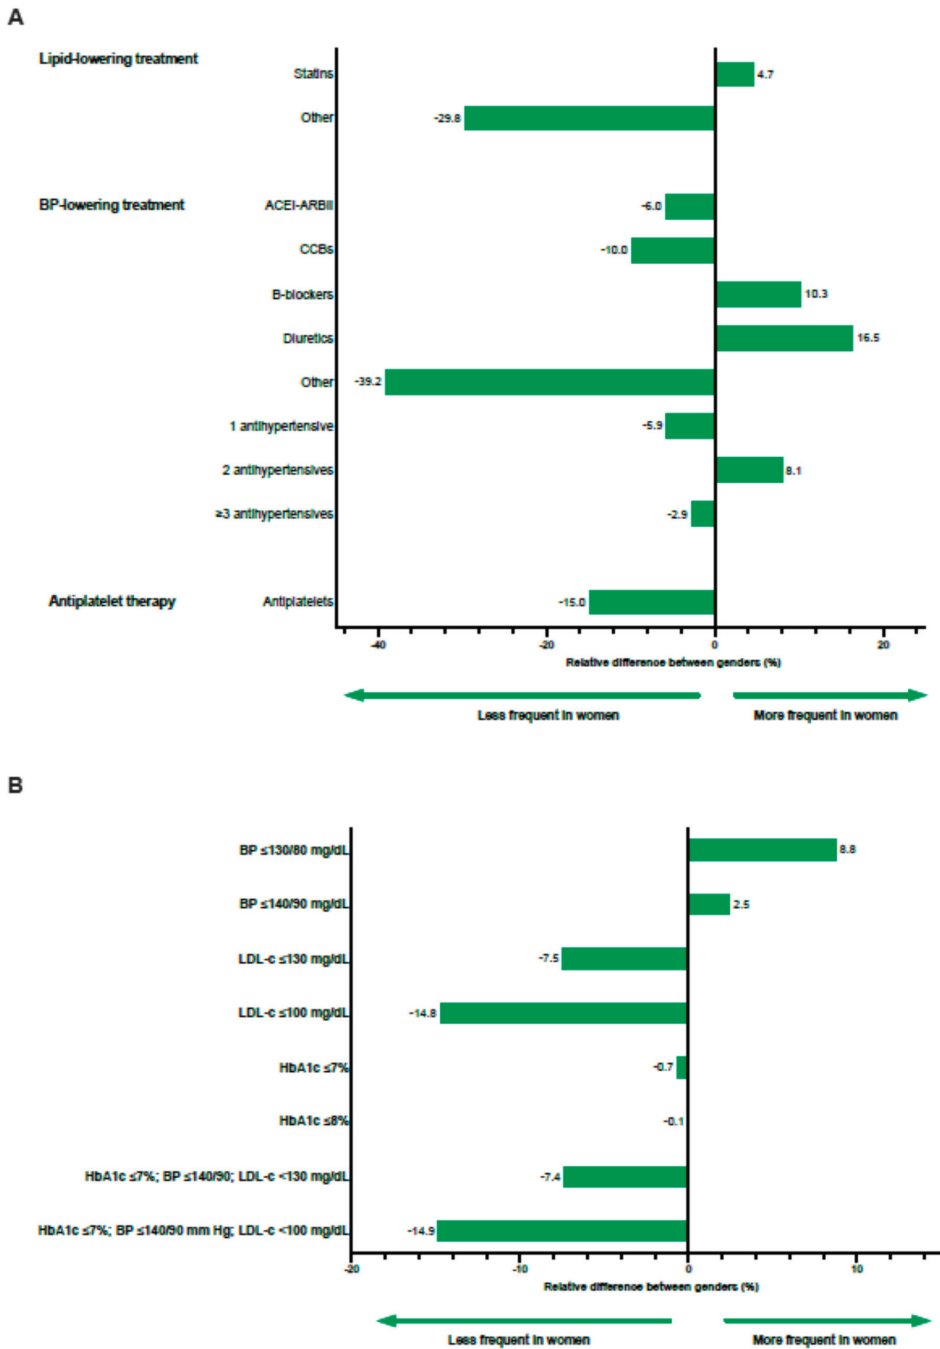 A
Lipid-lowering treatment
Statins 4.7
Other -29.8
BP-lowering treatment
ACEI-ARBII -6.0
CCBs -10.0
B-blockers 10.3
Diuretics 16.5
Other -39.2
1 antihypertensive -5.9
2 antihypertensives 8.1
≥3 antihypertensives -2.9
Antiplatelet therapy Antiplatelets -15.0
-40 -20 0 20
Relative difference between genders (%)
Less frequent in women More frequent in women
B
BP ≤130/80 mg/dL 8.8
BP ≤140/90 mg/dL 2.5
LDL-c ≤130 mg/dL -7.5
LDL-c ≤100 mg/dL -14.8
HbA1c ≤7% -0.7
HbA1c ≤8% -0.1
HbA1c ≤7%; BP ≤140/90; LDL-c <130 mg/dL -7.4
HbA1c ≤7%; BP ≤140/90 mm Hg; LDL-c <100 mg/dL -14.9
-20 -10 0 10
Relative difference between genders (%)
Less frequent in women More frequent in women